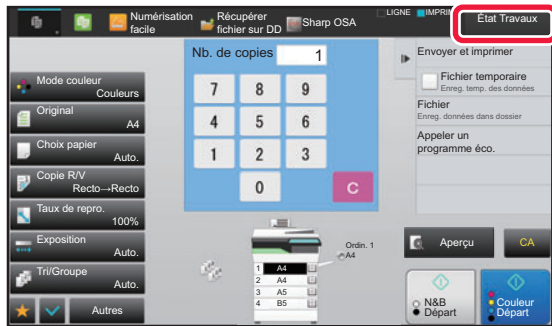 Numérisation
facile
Récupérer
fichier sur DD
Sharp OSA
LIGNE
IMPRI
État Travaux
Nb. de copies
1
Mode couleur
Couleurs
Original
A4
Choix papier
Auto.
Copie R/V
Recto→Recto
Taux de repro.
100%
Exposition
Auto.
Tri/Groupe
Auto.
Autres
7 8 9
4 5 6
1 2 3
0 C
Envoyer et imprimer
Fichier temporaire
Enreg. temp. des données
Fichier
Enreg. données dans dossier
Appeler un
programme éco.
Ordin. 1
A4
1 A4
2 A4
3 A5
4 B5
Aperçu
CA
N&B
Départ
Couleur
Départ